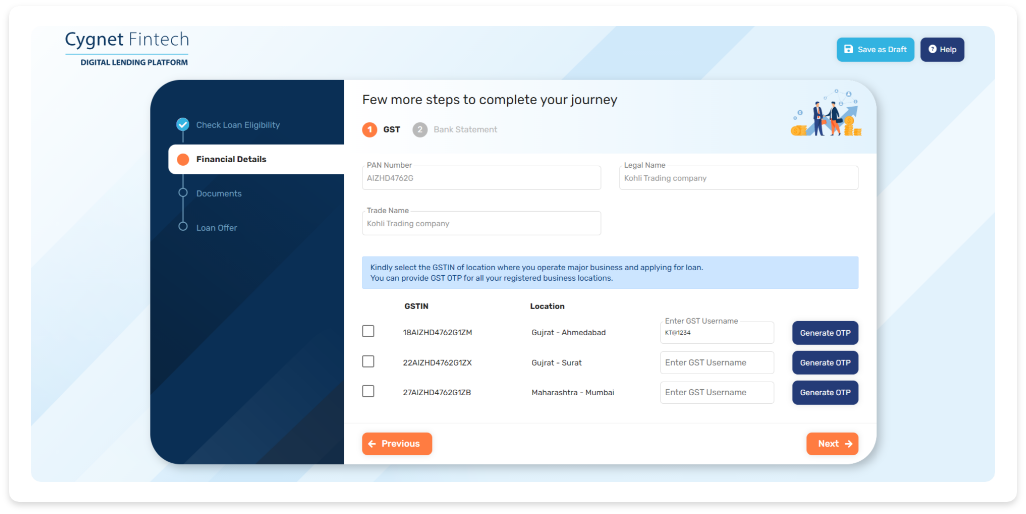 Cygnet Fintech
DIGITAL LENDING PLATFORM
Save as Draft
Help
Check Loan Eligibility
Financial Details
Documents
Loan Offer
Few more steps to complete your journey
1 GST 2 Bank Statement
PAN Number
AIZHD4762G
Legal Name
Kohli Trading company
Trade Name
Kohli Trading company
Kindly select the GSTIN of location where you operate major business and applying for loan.
You can provide GST OTP for all your registered business locations.
GSTIN Location
Enter GST Username
18AIZHD4762G1ZM Gujrat - Ahmedabad KT@1234 Generate OTP
22AIZHD4762G1ZX Gujrat - Surat Enter GST Username Generate OTP
27AIZHD4762G1ZB Maharashtra - Mumbai Enter GST Username Generate OTP
Previous
Next